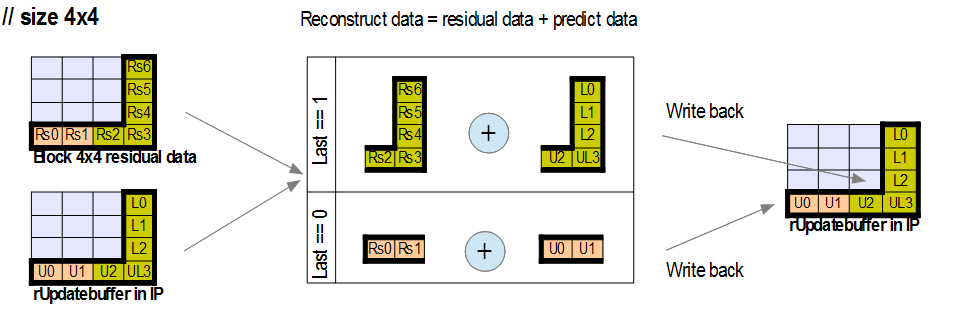 // size 4x4
Reconstruct data = residual data + predict data
Rs6
Rs5
Rs4
Rs0 Rs1 Rs2 Rs3
Block 4x4 residual data
L0
L1
L2
U0 U1 U2 UL3
rUpdatebuffer in IP
Last == 1
Rs6
Rs5
Rs4
Rs2 Rs3
+
L0
L1
L2
U2 UL3
Last == 0
Rs0 Rs1
+
U0 U1
Write back
Write back
L0
L1
L2
U0 U1 U2 UL3
rUpdatebuffer in IP